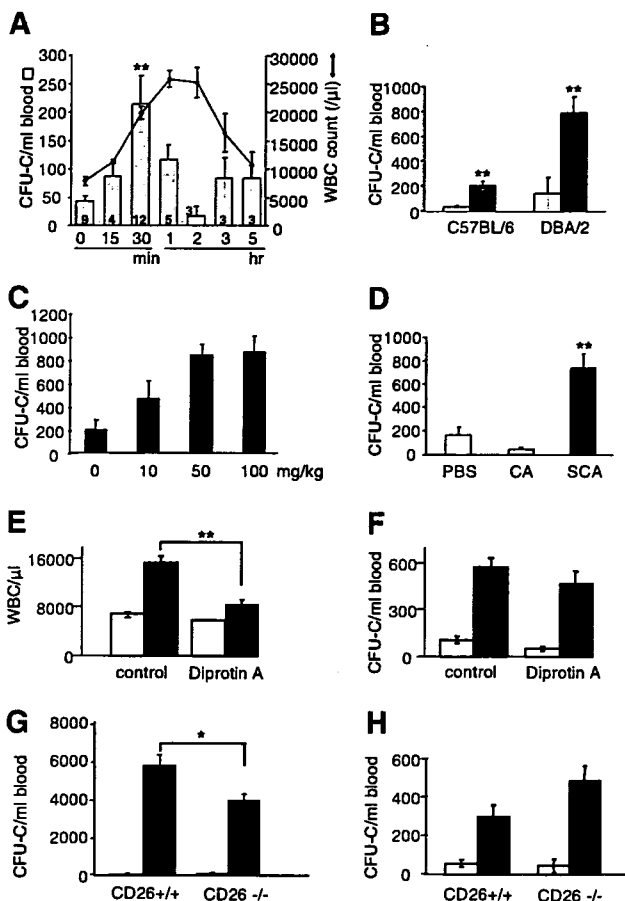 A
CFU-C/ml blood
300
250
200
150
100
50
0
**
30000
25000
20000
15000
10000
5000
0
WBC count (/µl)
9 4 12 5 3 3 3
0 15 30 1 2 3 5
min hr
B
CFU-C/ml blood
1000
800
600
400
200
0
**
**
C57BL/6 DBA/2
C
CFU-C/ml blood
1200
1000
800
600
400
200
0
0 10 50 100 mg/kg
D
CFU-C/ml blood
1000
800
600
400
200
0
**
PBS CA SCA
E
WBC/µl
16000
8000
0
**
control Diprotin A
F
CFU-C/ml blood
600
300
0
control Diprotin A
G
CFU-C/ml blood
8000
6000
4000
2000
0
*
CD26+/+ CD26 -/-
H
CFU-C/ml blood
600
400
200
0
CD26+/+ CD26 -/-